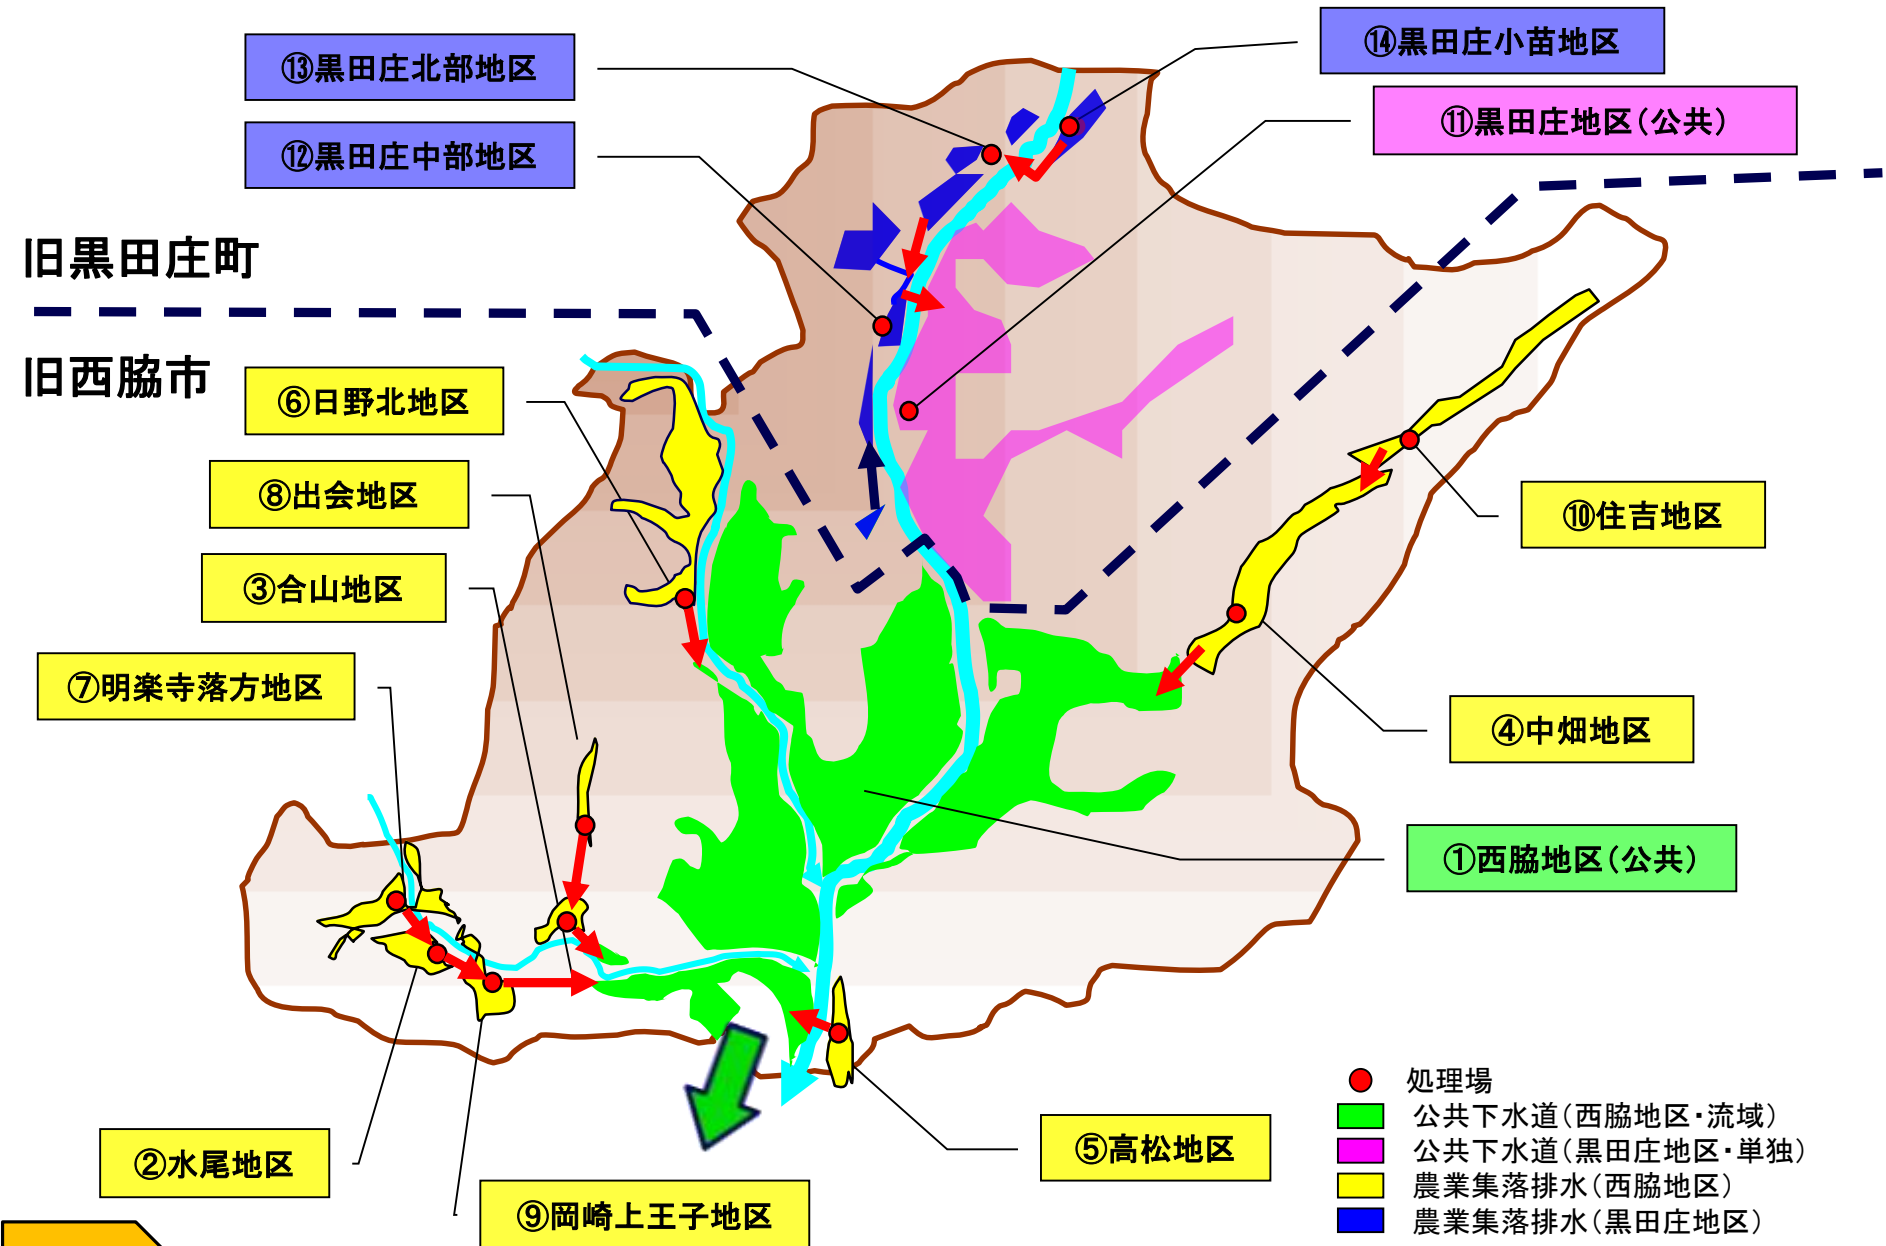 ⑭黒田庄小苗地区
⑬黒田庄北部地区
⑪黒田庄地区（公共）
⑫黒田庄中部地区
旧黒田庄町
旧西脇市
⑥日野北地区
⑧出会地区
⑩住吉地区
③合山地区
⑦明楽寺落方地区
④中畑地区
①西脇地区（公共）
⑤高松地区
②水尾地区
⑨岡崎上王子地区
処理場
公共下水道（西脇地区・流域）
公共下水道（黒田庄地区・単独）
農業集落排水（西脇地区）
農業集落排水（黒田庄地区）